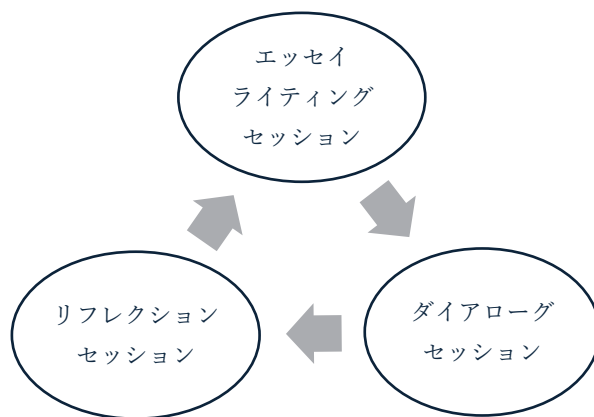 エッセイ
ライティング
セッション
リフレクション
セッション
ダイアローグ
セッション